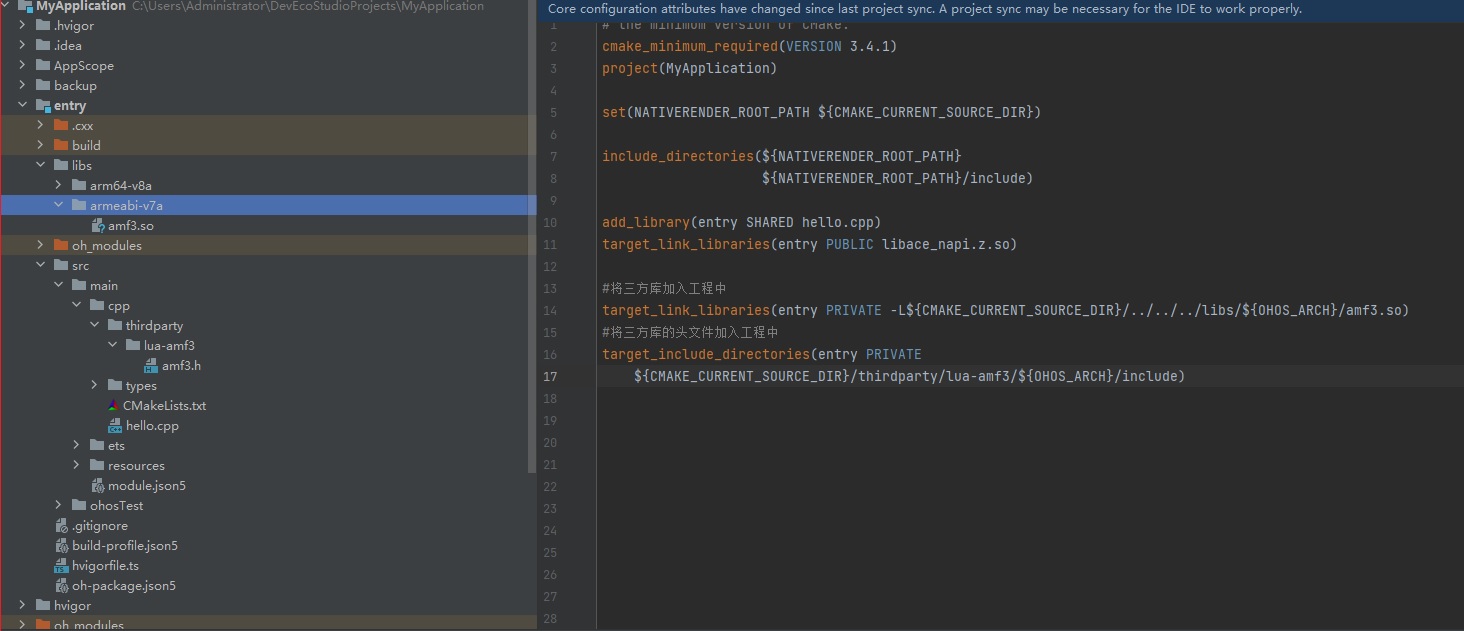 MyApplication C:\Users\Administrator\DevEcoStudioProjects\MyApplication
.hvigor
.idea
AppScope
backup
entry
.cxx
build
libs
arm64-v8a
armeabi-v7a
amf3.so
oh_modules
src
main
cpp
thirdparty
lua-amf3
amf3.h
types
CMakeLists.txt
hello.cpp
ets
resources
module.json5
ohosTest
.gitignore
build-profile.json5
hvigorfile.ts
oh-package.json5
hvigor
oh_modules
Core configuration attributes have changed since last project sync. A project sync may be necessary for the IDE to work properly.
1 # the minimum version of CMake.
2 cmake_minimum_required(VERSION 3.4.1)
3 project(MyApplication)
4
5 set(NATIVERENDER_ROOT_PATH ${CMAKE_CURRENT_SOURCE_DIR})
6
7 include_directories(${NATIVERENDER_ROOT_PATH}
8 ${NATIVERENDER_ROOT_PATH}/include)
9
10 add_library(entry SHARED hello.cpp)
11 target_link_libraries(entry PUBLIC libace_napi.z.so)
12
13 #将三方库加入工程中
14 target_link_libraries(entry PRIVATE -L${CMAKE_CURRENT_SOURCE_DIR}/../../../libs/${OHOS_ARCH}/amf3.so)
15 #将三方库的头文件加入工程中
16 target_include_directories(entry PRIVATE
17 ${CMAKE_CURRENT_SOURCE_DIR}/thirdparty/lua-amf3/${OHOS_ARCH}/include)
18
19
20
21
22
23
24
25
26
27
28